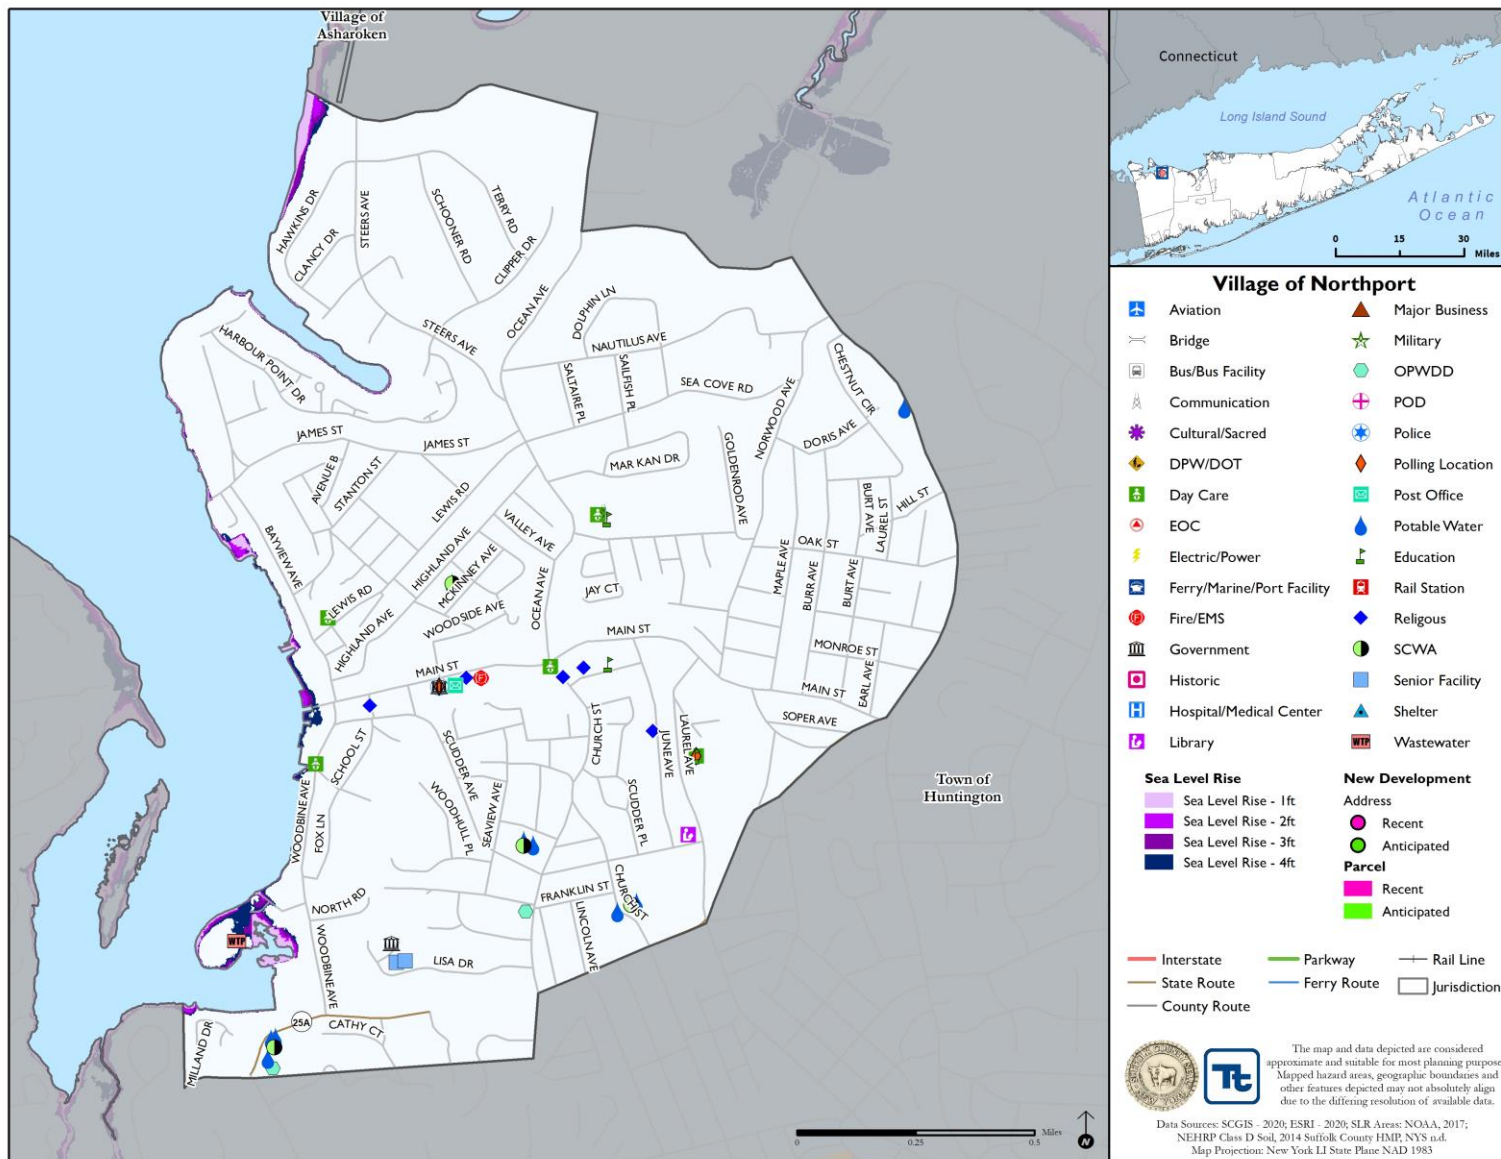 Village of
Asharoken
HAWKINS DR
CLANCY DR
STEERS AVE
SCHOONER RD
TERRY RD
CLIPPER DR
OCEAN AVE
DOLPHIN LN
STEERS AVE
NAUTILUS AVE
HARBOUR POINT DR
SALTAIRE PL
SAILFISH PL
SEA COVE RD
NORWOOD AVE
CHESTNUT CIR
DORIS AVE
JAMES ST
JAMES ST
MAR KAN DR
GOLDENROD AVE
AVENUE B
STANTON ST
LEWIS RD
VALLEY AVE
BURT AVE
LAUREL ST
HILL ST
BAYVIEW AVE
HIGHLAND AVE
MCKINNEY AVE
OAK ST
MAPLE AVE
BURR AVE
BURT AVE
LEWIS RD
OCEAN AVE
JAY CT
WOODSIDE AVE
HIGHLAND AVE
MAIN ST
MONROE ST
MAIN ST
MAIN ST
EARL AVE
SOPER AVE
SCHOOL ST
SCUDDER AVE
CHURCH ST
JUNE AVE
LAUREL AVE
Town of
Huntington
WOODBINE AVE
FOX LN
WOODHULL PL
SEAVIEW AVE
SCUDDER PL
NORTH RD
FRANKLIN ST
CHURCH ST
LINCOLN AVE
WTP
WOODBINE AVE
LISA DR
25A
CATHY CT
MILLAND DR
Miles
0
0.25
0.5
N
Connecticut
Long Island Sound
Atlantic
Ocean
0
15
30
Miles
Village of Northport
Aviation
Major Business
Bridge
Military
Bus/Bus Facility
OPWDD
Communication
POD
Cultural/Sacred
Police
DPW/DOT
Polling Location
Day Care
Post Office
EOC
Potable Water
Electric/Power
Education
Ferry/Marine/Port Facility
Rail Station
Fire/EMS
Religous
Government
SCWA
Historic
Senior Facility
Hospital/Medical Center
Shelter
Library
WTP Wastewater
Sea Level Rise
Sea Level Rise - 1ft
Sea Level Rise - 2ft
Sea Level Rise - 3ft
Sea Level Rise - 4ft
New Development
Address
Recent
Anticipated
Parcel
Recent
Anticipated
Interstate
Parkway
Rail Line
State Route
Ferry Route
Jurisdiction
County Route
Tt
The map and data depicted are considered
approximate and suitable for most planning purpose
Mapped hazard areas, geographic boundaries and
other features depicted may not absolutely align
due to the differing resolution of available data.
Data Sources: SCGIS - 2020; ESRI - 2020; SLR Areas: NOAA, 2017;
NEHRP Class D Soil, 2014 Suffolk County HMP, NYS n.d.
Map Projection: New York LI State Plane NAD 1983